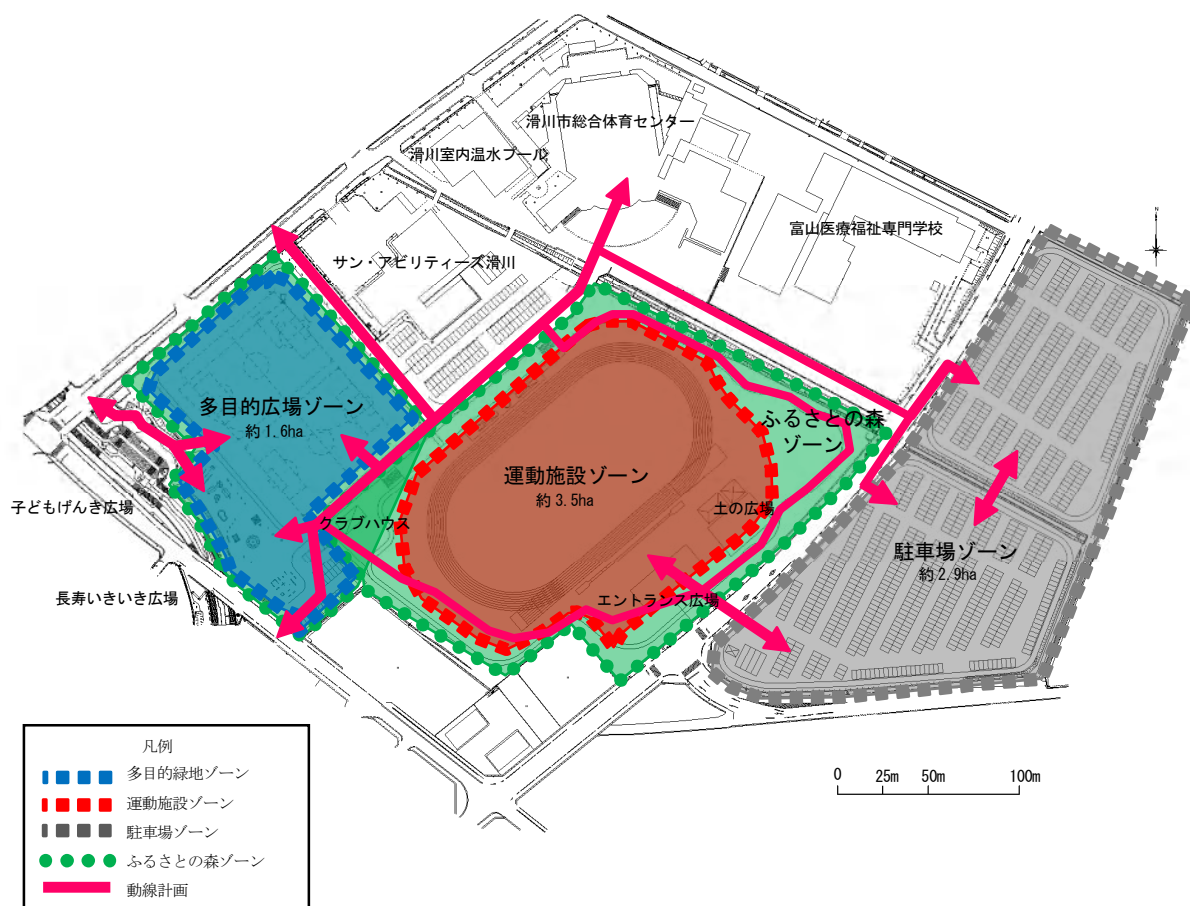 滑川市総合体育センター
滑川室内温水プール
富山医療福祉専門学校
サン・アビリティーズ滑川
N
多目的広場ゾーン
約1.6ha
ふるさとの森
ゾーン
運動施設ゾーン
約3.5ha
土の広場
子どもげんき広場
クラブハウス
駐車場ゾーン
約2.9ha
長寿いきいき広場
エントランス広場
凡例
多目的緑地ゾーン
運動施設ゾーン
駐車場ゾーン
ふるさとの森ゾーン
動線計画
0 25m 50m 100m